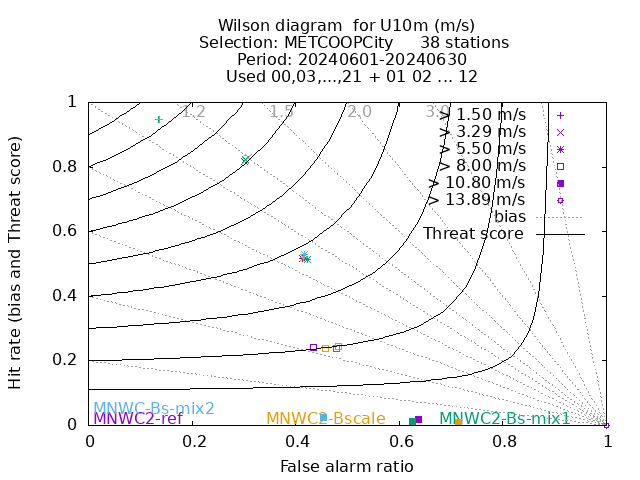 Wilson diagram  for U10m (m/s)
Selection: METCOOPCity     38 stations
Period: 20240601-20240630
Used 00,03,...,21 + 01 02 ... 12
1.2 1.5 2.0 3.0
> 1.50 m/s
> 3.29 m/s
> 5.50 m/s
> 8.00 m/s
> 10.80 m/s
> 13.89 m/s
bias
Threat score
1
0.8
0.6
0.4
0.2
0
Hit rate (bias and Threat score)
MNWC-Bs-mix2
MNWC2-ref MNWC2-Bscale MNWC2-Bs-mix1
0 0.2 0.4 0.6 0.8 1
False alarm ratio